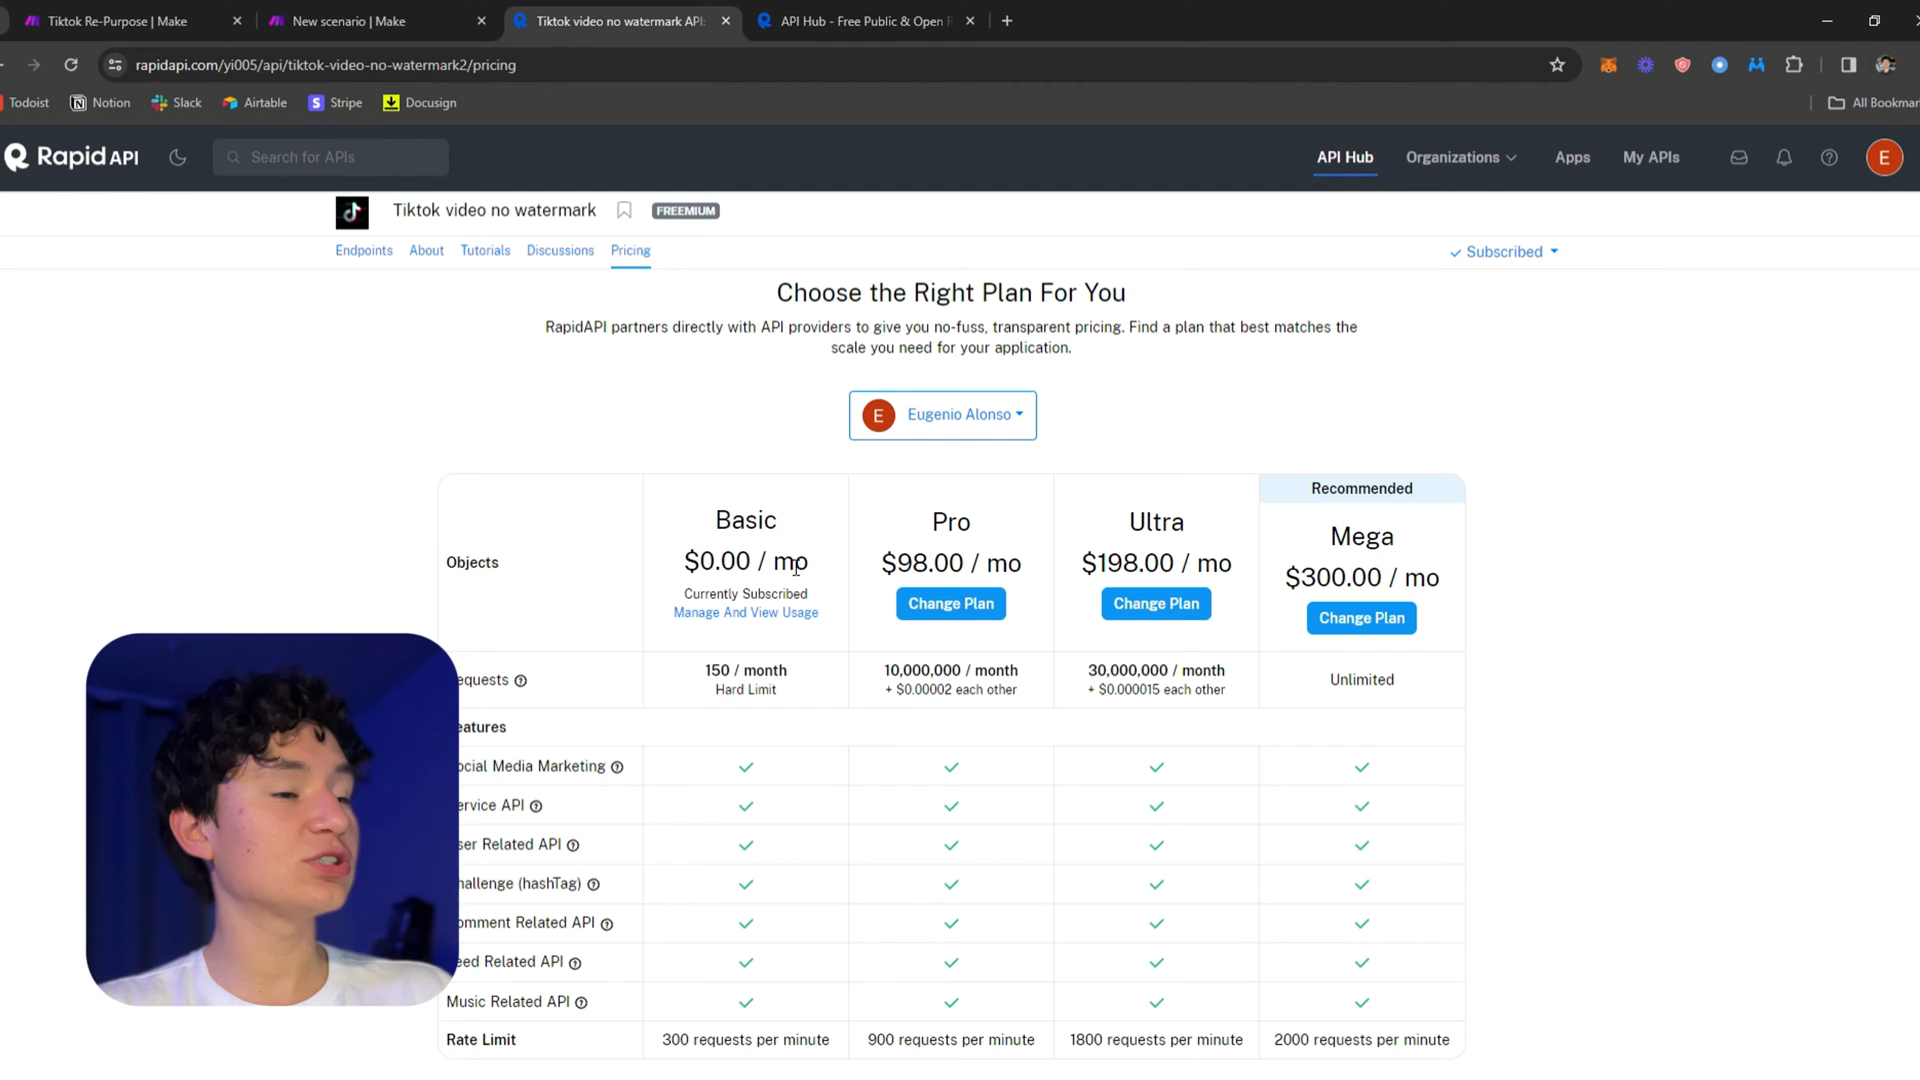 Tiktok Re-Purpose | Make
New scenario | Make
Tiktok video no watermark API:
API Hub - Free Public & Open R
rapidapi.com/yi005/api/tiktok-video-no-watermark2/pricing
Todoist
Notion
Slack
Airtable
Stripe
Docusign
All Bookmar
Rapid API
Search for APIs
API Hub
Organizations
Apps
My APIs
E
Tiktok video no watermark
FREEMIUM
Endpoints
About
Tutorials
Discussions
Pricing
Subscribed
Choose the Right Plan For You
RapidAPI partners directly with API providers to give you no-fuss, transparent pricing. Find a plan that best matches the
scale you need for your application.
E
Eugenio Alonso
Objects
Basic
$0.00 / mo
Currently Subscribed
Manage And View Usage
Pro
$98.00 / mo
Change Plan
Ultra
$198.00 / mo
Change Plan
Recommended
Mega
$300.00 / mo
Change Plan
equests
150 / month
Hard Limit
10,000,000 / month
+ $0.00002 each other
30,000,000 / month
+ $0.000015 each other
Unlimited
eatures
ocial Media Marketing
ervice API
ser Related API
hallenge (hashTag)
omment Related API
eed Related API
Music Related API
Rate Limit
300 requests per minute
900 requests per minute
1800 requests per minute
2000 requests per minute